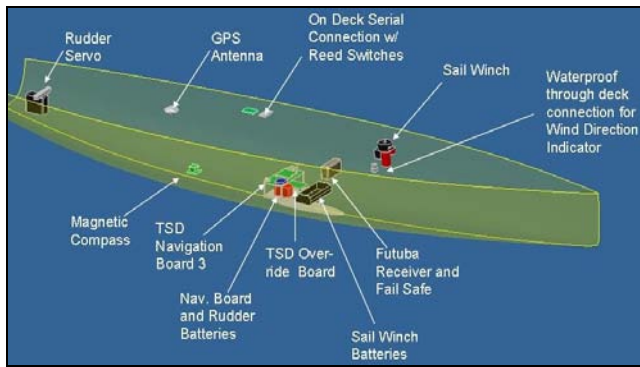 Rudder
Servo
GPS
Antenna
On Deck Serial
Connection w/
Reed Switches
Sail Winch
Waterproof
through deck
connection for
Wind Direction
Indicator
Magnetic
Compass
TSD
Navigation
Board 3
Nav. Board
and Rudder
Batteries
TSD Over-
ride Board
Sail Winch
Batteries
Futuba
Receiver and
Fail Safe